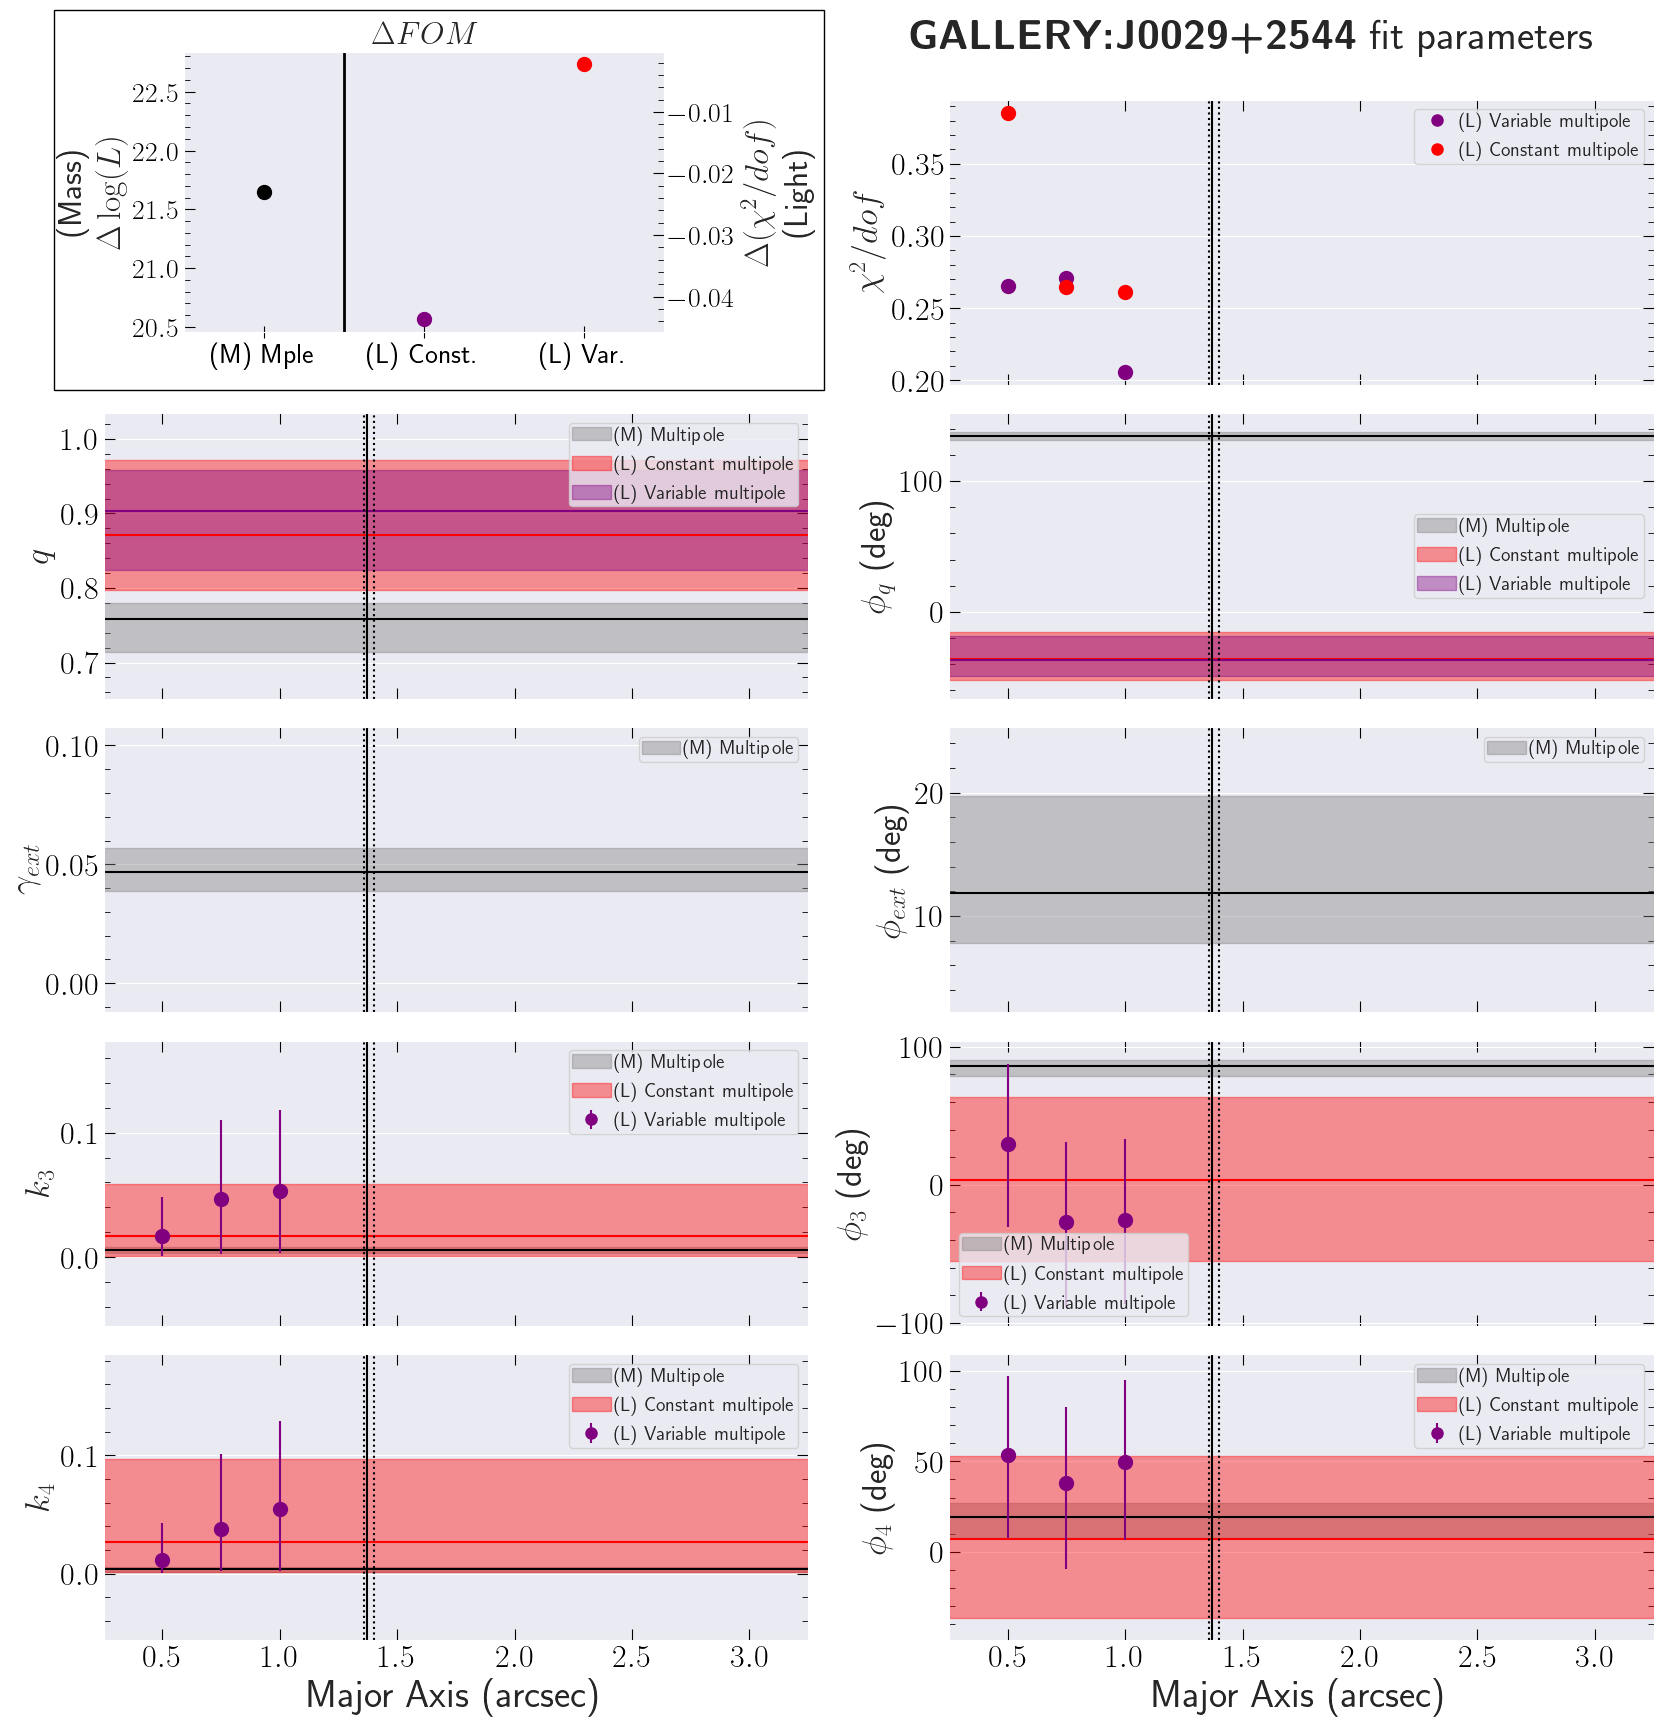 ΔFOM
GALLERY:J0029+2544 fit parameters
(Mass)
Δ log(L)
22.5
22.0
21.5
21.0
20.5
−0.01
−0.02
−0.03
−0.04
Δ(χ²/dof)
(Light)
(M) Mple
(L) Const.
(L) Var.
χ²/dof
0.35
0.30
0.25
0.20
(L) Variable multipole
(L) Constant multipole
q
1.0
0.9
0.8
0.7
(M) Multipole
(L) Constant multipole
(L) Variable multipole
ϕ_q (deg)
100
0
(M) Multipole
(L) Constant multipole
(L) Variable multipole
γ_ext
0.10
0.05
0.00
(M) Multipole
ϕ_ext (deg)
20
10
(M) Multipole
k₃
0.1
0.0
(M) Multipole
(L) Constant multipole
(L) Variable multipole
ϕ₃ (deg)
100
0
−100
(M) Multipole
(L) Constant multipole
(L) Variable multipole
k₄
0.1
0.0
(M) Multipole
(L) Constant multipole
(L) Variable multipole
0.5 1.0 1.5 2.0 2.5 3.0
Major Axis (arcsec)
ϕ₄ (deg)
100
50
0
(M) Multipole
(L) Constant multipole
(L) Variable multipole
0.5 1.0 1.5 2.0 2.5 3.0
Major Axis (arcsec)